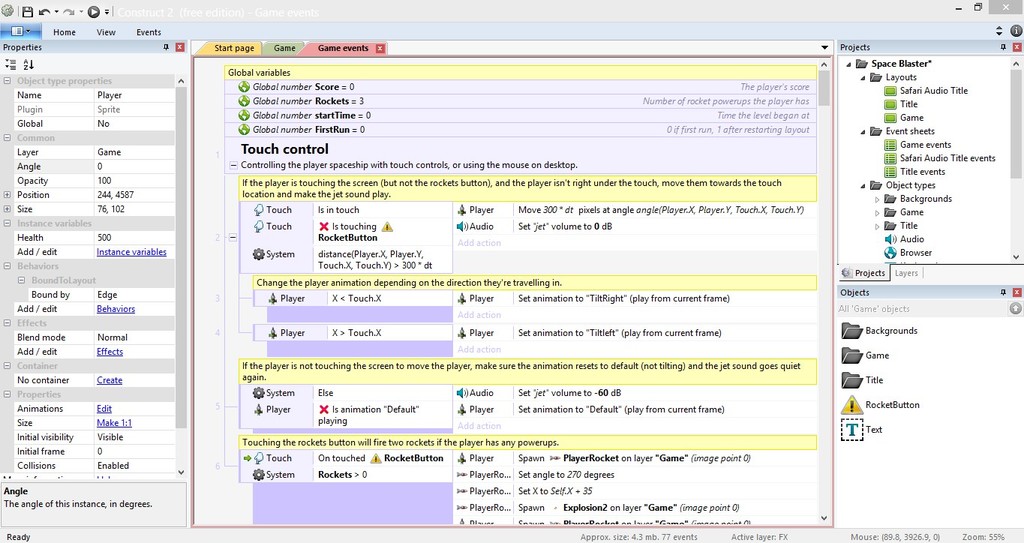 Construct 2 (free edition) - Game events
Home View Events
Properties
Object type properties
Name Player
Plugin Sprite
Global No
Common
Layer Game
Angle 0
Opacity 100
Position 244, 4587
Size 76, 102
Instance variables
Health 500
Add / edit Instance variables
Behaviors
BoundToLayout
Bound by Edge
Add / edit Behaviors
Effects
Blend mode Normal
Add / edit Effects
Container
No container Create
Properties
Animations Edit
Size Make 1:1
Initial visibility Visible
Initial frame 0
Collisions Enabled
Angle
The angle of this instance, in degrees.
Start page Game Game events
Global variables
Global number Score = 0 The player's score
Global number Rockets = 3 Number of rocket powerups the player has
Global number startTime = 0 Time the level began at
Global number FirstRun = 0 0 if first run, 1 after restarting layout
1
Touch control
Controlling the player spaceship with touch controls, or using the mouse on desktop.
If the player is touching the screen (but not the rockets button), and the player isn't right under the touch, move them towards the touch
location and make the jet sound play.
2
Touch Is in touch Player Move 300 * dt pixels at angle angle(Player.X, Player.Y, Touch.X, Touch.Y)
Touch Is touching Audio Set "jet" volume to 0 dB
RocketButton Add action
System distance(Player.X, Player.Y,
Touch.X, Touch.Y) > 300 * dt
Change the player animation depending on the direction they're travelling in.
3 Player X < Touch.X Player Set animation to "TiltRight" (play from current frame)
Add action
4 Player X > Touch.X Player Set animation to "Tiltleft" (play from current frame)
Add action
If the player is not touching the screen to move the player, make sure the animation resets to default (not tilting) and the jet sound goes quiet
again.
5
System Else Audio Set "jet" volume to -60 dB
Player Is animation "Default" Player Set animation to "Default" (play from current frame)
playing Add action
Touching the rockets button will fire two rockets if the player has any powerups.
6
Touch On touched RocketButton Player Spawn PlayerRocket on layer "Game" (image point 0)
System Rockets > 0 PlayerRo... Set angle to 270 degrees
PlayerRo... Set X to Self.X + 35
PlayerRo... Spawn Explosion2 on layer "Game" (image point 0)
Player Spawn PlayerRocket on layer "Game" (image point 0)
Projects
Space Blaster*
Layouts
Safari Audio Title
Title
Game
Event sheets
Game events
Safari Audio Title events
Title events
Object types
Backgrounds
Game
Title
Audio
Browser
Projects Layers
Objects
All 'Game' objects
Backgrounds
Game
Title
RocketButton
T Text
Ready Approx. size: 4.3 mb. 77 events Active layer: FX Mouse: (89.8, 3926.9, 0) Zoom: 55%